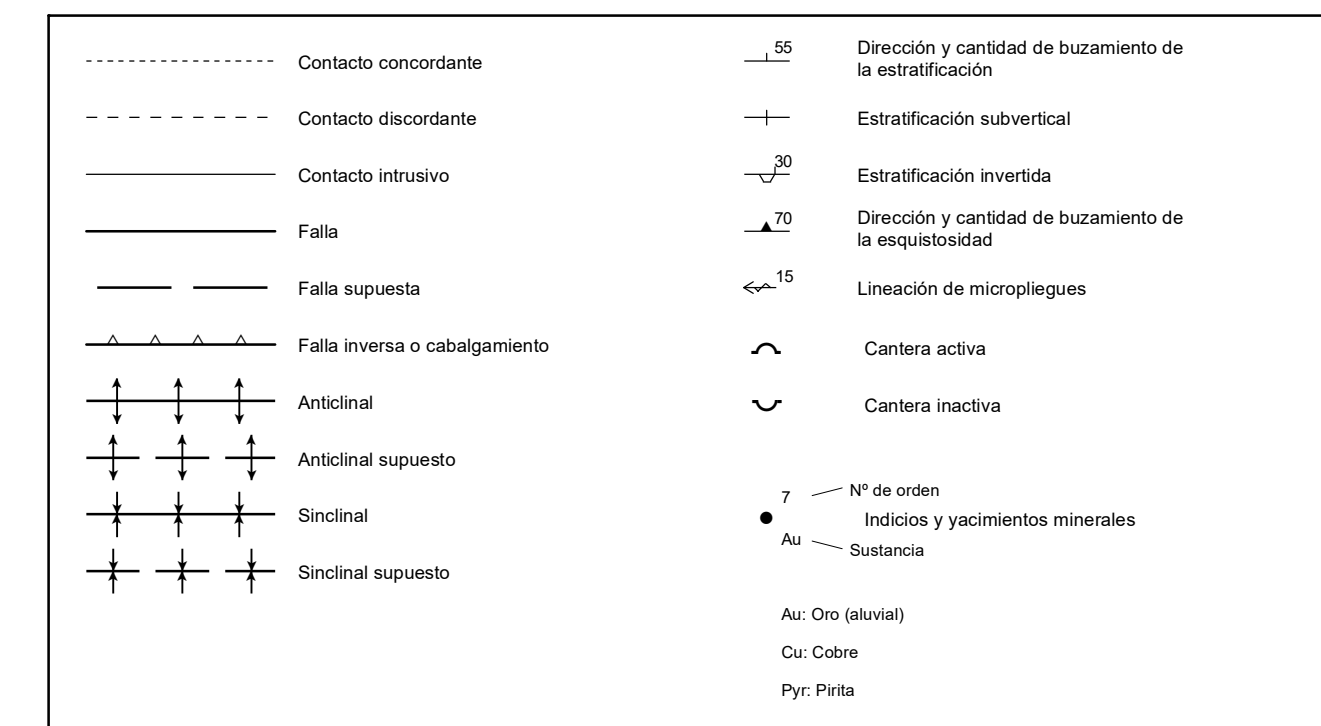 Contacto concordante
Contacto discordante
Contacto intrusivo
Falla
Falla supuesta
Falla inversa o cabalgamiento
Anticlinal
Anticlinal supuesto
Sinclinal
Sinclinal supuesto
55
Dirección y cantidad de buzamiento de
la estratificación
Estratificación subvertical
30
Estratificación invertida
70
Dirección y cantidad de buzamiento de
la esquistosidad
15
Lineación de micropliegues
Cantera activa
Cantera inactiva
7
Nº de orden
Indicios y yacimientos minerales
Au
Sustancia
Au: Oro (aluvial)
Cu: Cobre
Pyr: Pirita